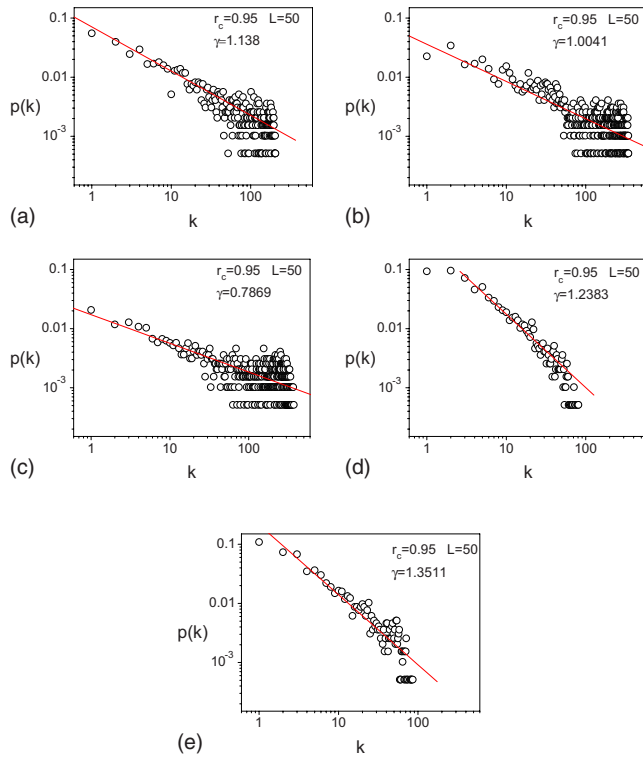 r_c=0.95 L=50
γ=1.138
0.1
0.01
10^-3
p(k)
1 10 100
k
(a)
r_c=0.95 L=50
γ=1.0041
0.1
0.01
10^-3
p(k)
1 10 100
k
(b)
r_c=0.95 L=50
γ=0.7869
0.1
0.01
10^-3
p(k)
1 10 100
k
(c)
r_c=0.95 L=50
γ=1.2383
0.1
0.01
10^-3
p(k)
1 10 100
k
(d)
r_c=0.95 L=50
γ=1.3511
0.1
0.01
10^-3
p(k)
1 10 100
k
(e)